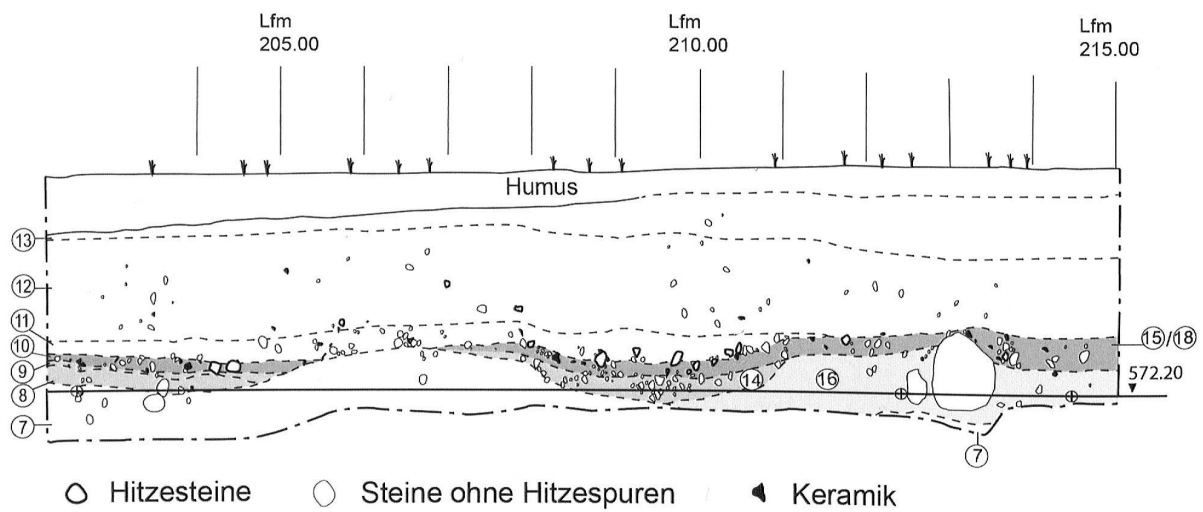 Lfm
205.00
Lfm
210.00
Lfm
215.00
Humus
13
12
11
10
9
8
7
14
16
15/18
572.20
7
Hitzesteine
Steine ohne Hitzespuren
Keramik